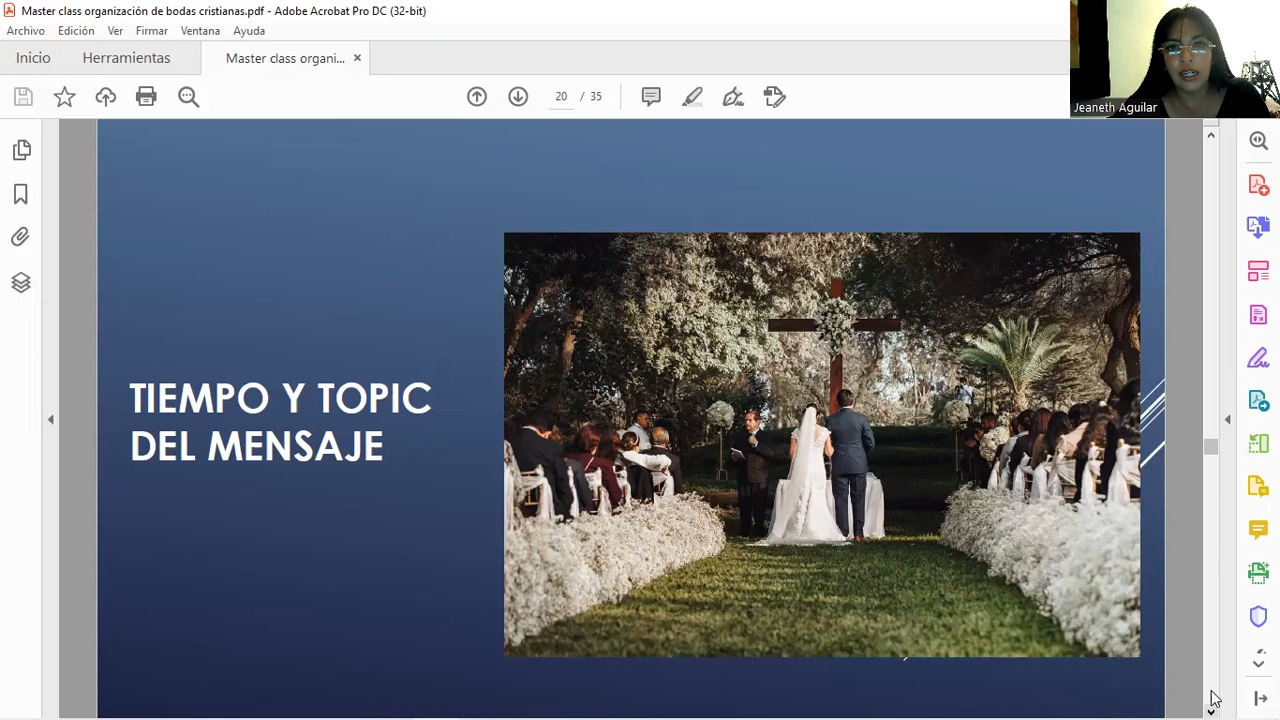 Master class organización de bodas cristianas.pdf - Adobe Acrobat Pro DC (32-bit)
Archivo Edición Ver Firmar Ventana Ayuda
Inicio Herramientas Master class organi... ×
20 / 35
Jeaneth Aguilar
TIEMPO Y TOPIC
DEL MENSAJE